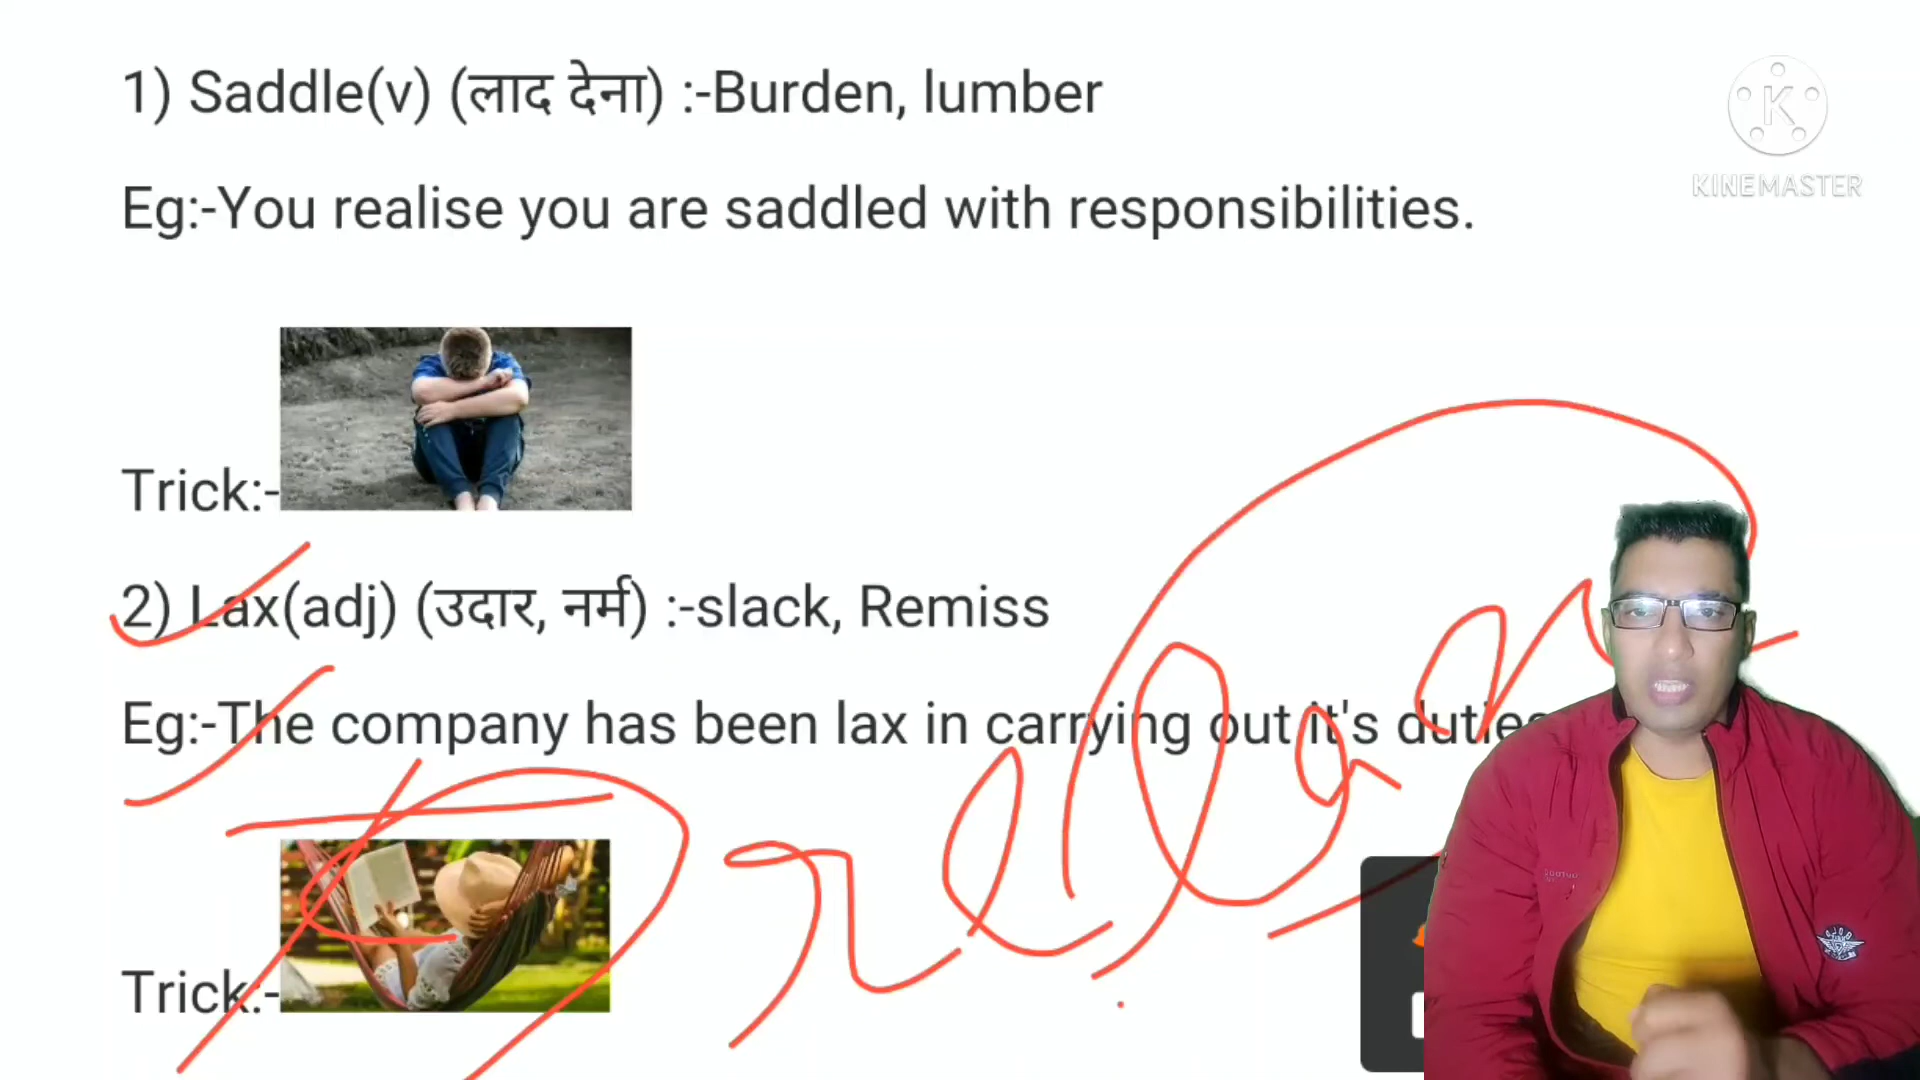 1) Saddle(v) (लाद देना) :-Burden, lumber
KINEMASTER
Eg:-You realise you are saddled with responsibilities.
Trick:-
2) Lax(adj) (उदार, नर्म) :-slack, Remiss
Eg:-The company has been lax in carrying out it's duties
Trick:-
relax